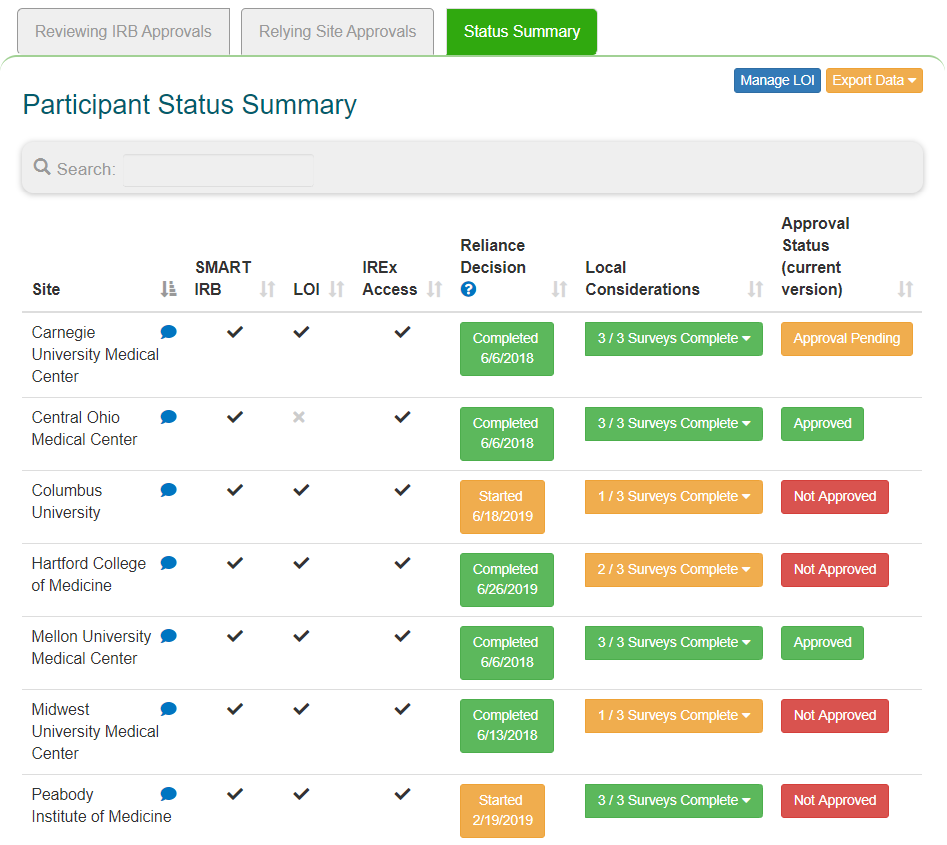 Reviewing IRB Approvals
Relying Site Approvals
Status Summary
Manage LOI
Export Data
Participant Status Summary
Search:
Site
SMART
IRB
LOI
IREx
Access
Reliance
Decision
?
Local
Considerations
Approval
Status
(current
version)
Carnegie
University Medical
Center
Completed
6/6/2018
3 / 3 Surveys Complete
Approval Pending
Central Ohio
Medical Center
Completed
6/6/2018
3 / 3 Surveys Complete
Approved
Columbus
University
Started
6/18/2019
1 / 3 Surveys Complete
Not Approved
Hartford College
of Medicine
Completed
6/26/2019
2 / 3 Surveys Complete
Not Approved
Mellon University
Medical Center
Completed
6/6/2018
3 / 3 Surveys Complete
Approved
Midwest
University Medical
Center
Completed
6/13/2018
1 / 3 Surveys Complete
Not Approved
Peabody
Institute of Medicine
Started
2/19/2019
3 / 3 Surveys Complete
Not Approved